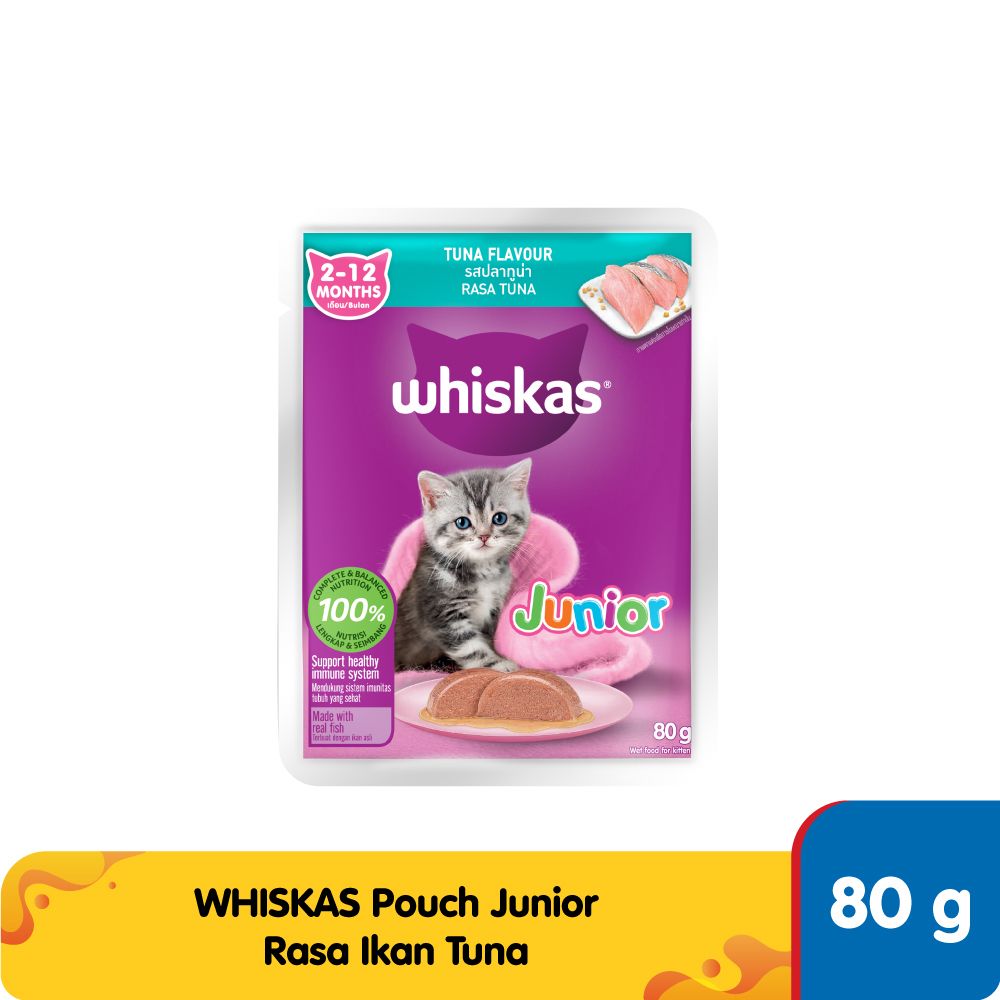 TUNA FLAVOUR
รสปลาทูน่า
RASA TUNA
2-12
MONTHS
เดือน/Bulan
whiskas®
Junior
COMPLETE & BALANCED
NUTRITION
100%
NUTRISI
LENGKAP & SEIMBANG
Support healthy
immune system
Mendukung sistem imunitas
tubuh yang sehat
Made with
real fish
Terbuat dengan ikan asli
80 g
Wet food for kitten
WHISKAS Pouch Junior
Rasa Ikan Tuna
80 g